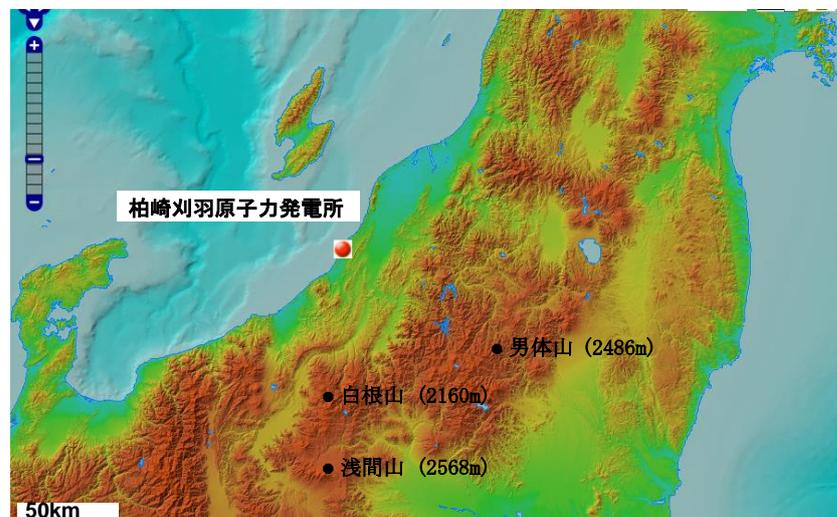 柏崎刈羽原子力発電所
男体山 (2486m)
白根山 (2160m)
浅間山 (2568m)
50km